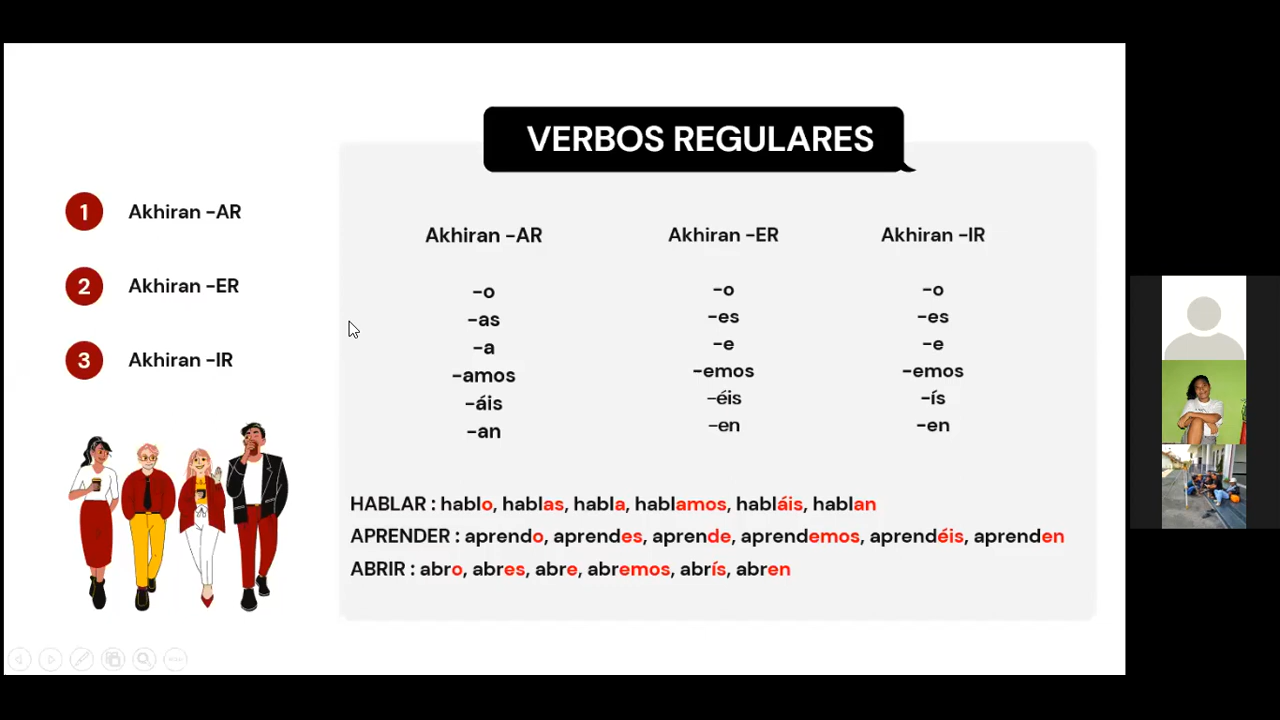 VERBOS REGULARES
1 Akhiran -AR
2 Akhiran -ER
3 Akhiran -IR
Akhiran -AR
-o
-as
-a
-amos
-áis
-an
Akhiran -ER
-o
-es
-e
-emos
-éis
-en
Akhiran -IR
-o
-es
-e
-emos
-ís
-en
HABLAR : hablo, hablas, habla, hablamos, habláis, hablan
APRENDER : aprendo, aprendes, aprende, aprendemos, aprendéis, aprenden
ABRIR : abro, abres, abre, abremos, abrís, abren